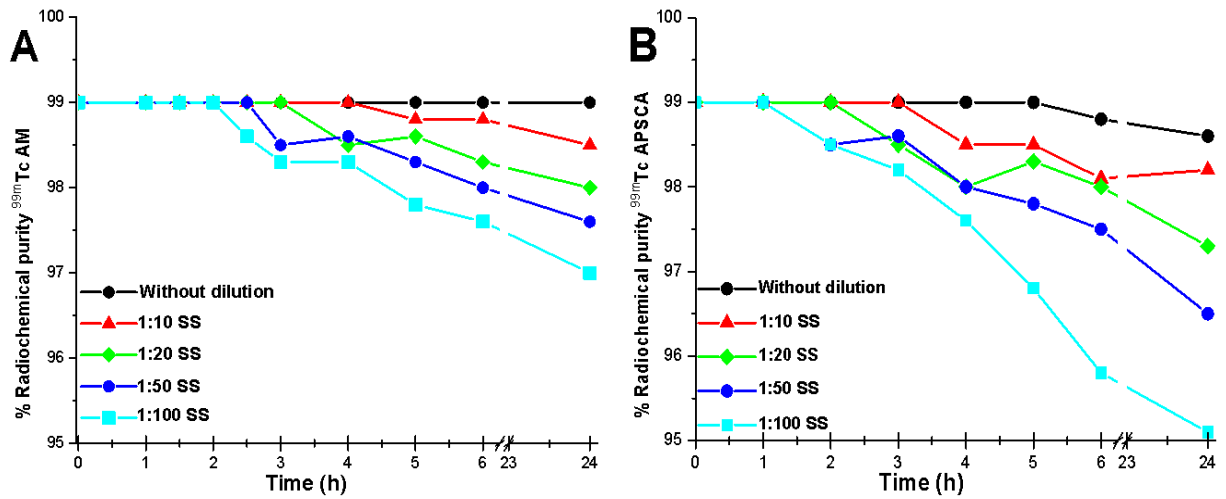 A
% Radiochemical purity 99mTc AM
100
99
98
97
96
95
Without dilution
1:10 SS
1:20 SS
1:50 SS
1:100 SS
0 1 2 3 4 5 6 23 24
Time (h)
B
% Radiochemical purity 99mTc APSCA
100
99
98
97
96
95
Without dilution
1:10 SS
1:20 SS
1:50 SS
1:100 SS
0 1 2 3 4 5 6 23 24
Time (h)